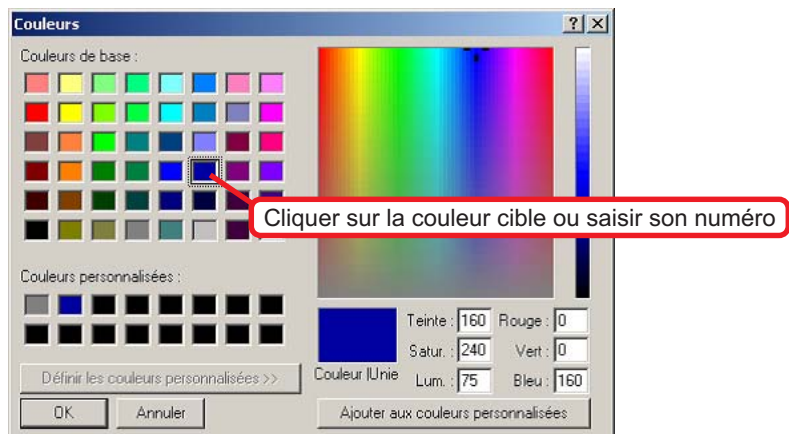 Couleurs
Couleurs de base :
Cliquer sur la couleur cible ou saisir son numéro
Couleurs personnalisées :
Teinte : 160 Rouge : 0
Satur. : 240 Vert : 0
Couleur |Unie Lum. : 75 Bleu : 160
Définir les couleurs personnalisées >>
OK Annuler Ajouter aux couleurs personnalisées